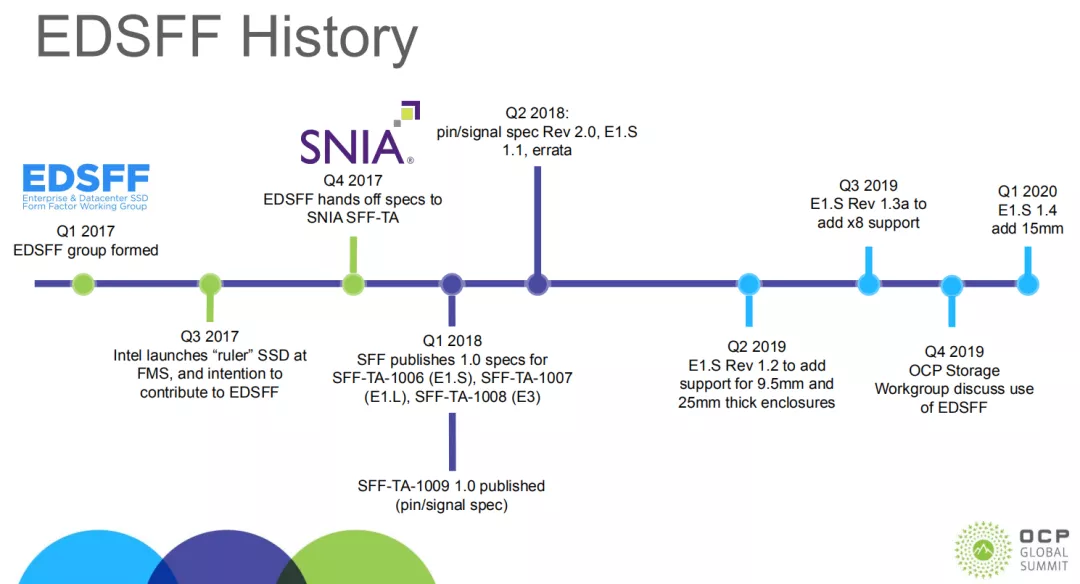 EDSFF History
EDSFF
Enterprise & Datacenter SSD
Form Factor Working Group
Q1 2017
EDSFF group formed
Q3 2017
Intel launches “ruler” SSD at
FMS, and intention to
contribute to EDSFF
SNIA®
Q4 2017
EDSFF hands off specs to
SNIA SFF-TA
Q1 2018
SFF publishes 1.0 specs for
SFF-TA-1006 (E1.S), SFF-TA-1007
(E1.L), SFF-TA-1008 (E3)
SFF-TA-1009 1.0 published
(pin/signal spec)
Q2 2018:
pin/signal spec Rev 2.0, E1.S
1.1, errata
Q2 2019
E1.S Rev 1.2 to add
support for 9.5mm and
25mm thick enclosures
Q3 2019
E1.S Rev 1.3a to
add x8 support
Q4 2019
OCP Storage
Workgroup discuss use
of EDSFF
Q1 2020
E1.S 1.4
add 15mm
OCP
GLOBAL
SUMMIT